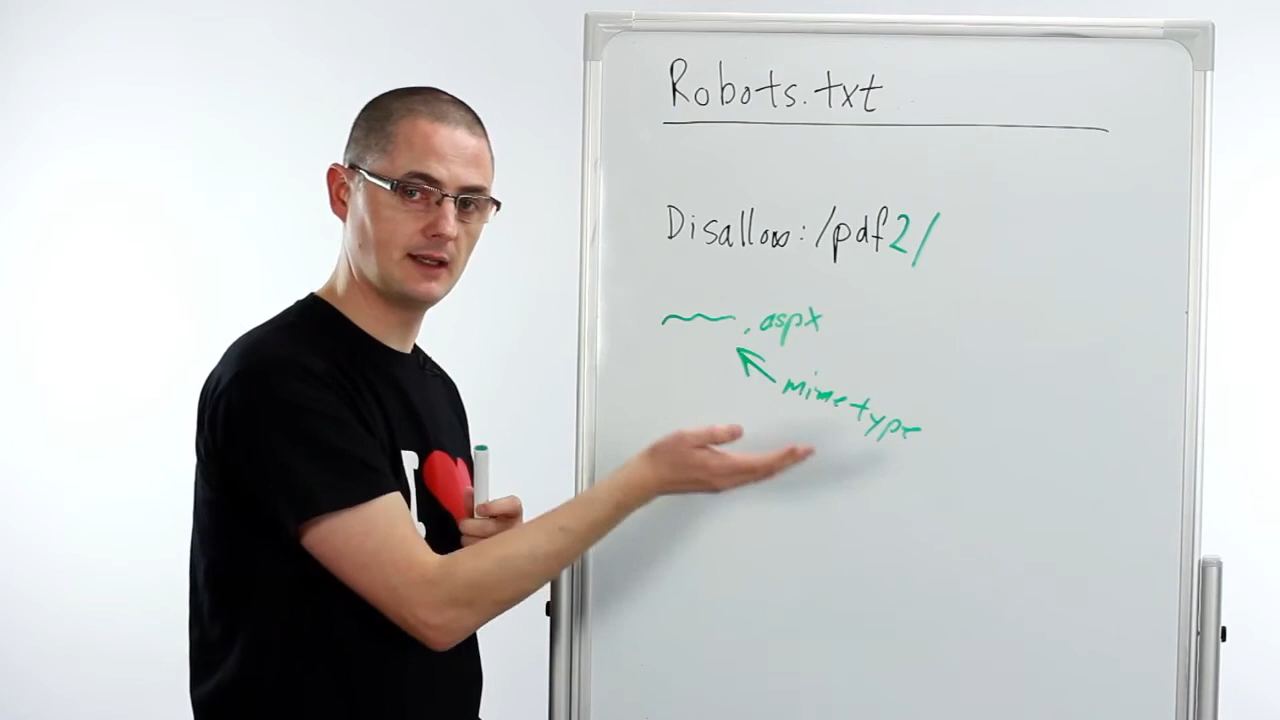 Robots.txt
Disallow:/pdf2/
.aspx
mime type
I